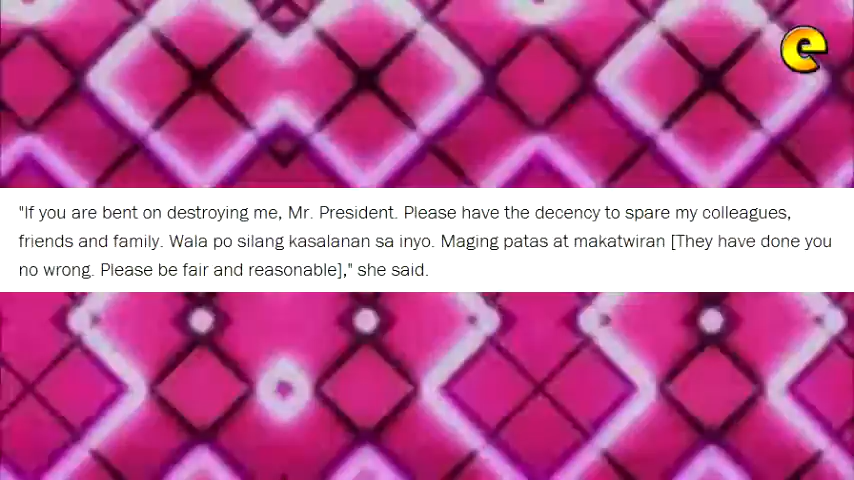 e
"If you are bent on destroying me, Mr. President. Please have the decency to spare my colleagues,
friends and family. Wala po silang kasalanan sa inyo. Maging patas at makatwiran [They have done you
no wrong. Please be fair and reasonable]," she said.